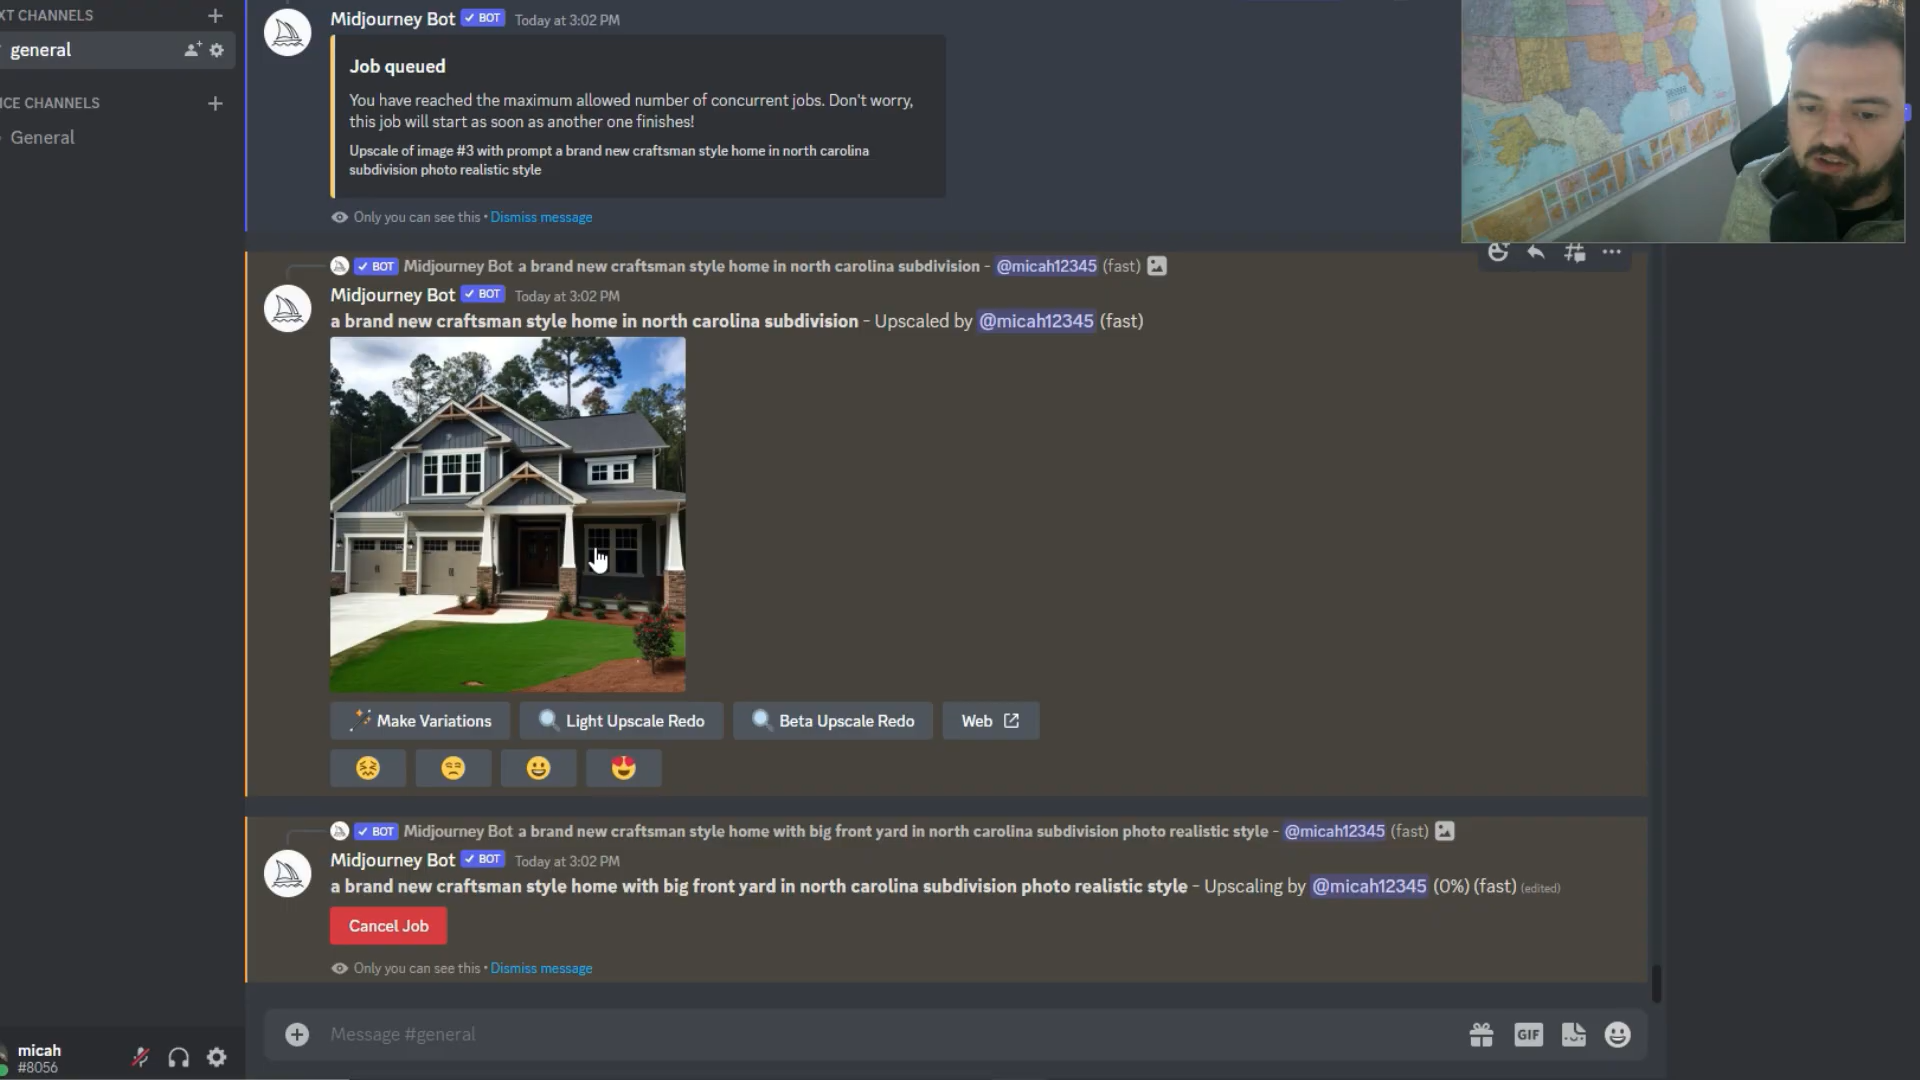 XT CHANNELS
general
ICE CHANNELS
General
Midjourney Bot BOT Today at 3:02 PM
Job queued
You have reached the maximum allowed number of concurrent jobs. Don't worry,
this job will start as soon as another one finishes!
Upscale of image #3 with prompt a brand new craftsman style home in north carolina
subdivision photo realistic style
Only you can see this • Dismiss message
BOT Midjourney Bot a brand new craftsman style home in north carolina subdivision - @micah12345 (fast)
Midjourney Bot BOT Today at 3:02 PM
a brand new craftsman style home in north carolina subdivision - Upscaled by @micah12345 (fast)
Make Variations
Light Upscale Redo
Beta Upscale Redo
Web
BOT Midjourney Bot a brand new craftsman style home with big front yard in north carolina subdivision photo realistic style - @micah12345 (fast)
Midjourney Bot BOT Today at 3:02 PM
a brand new craftsman style home with big front yard in north carolina subdivision photo realistic style - Upscaling by @micah12345 (0%) (fast) (edited)
Cancel Job
Only you can see this • Dismiss message
Message #general
GIF
micah
#8056